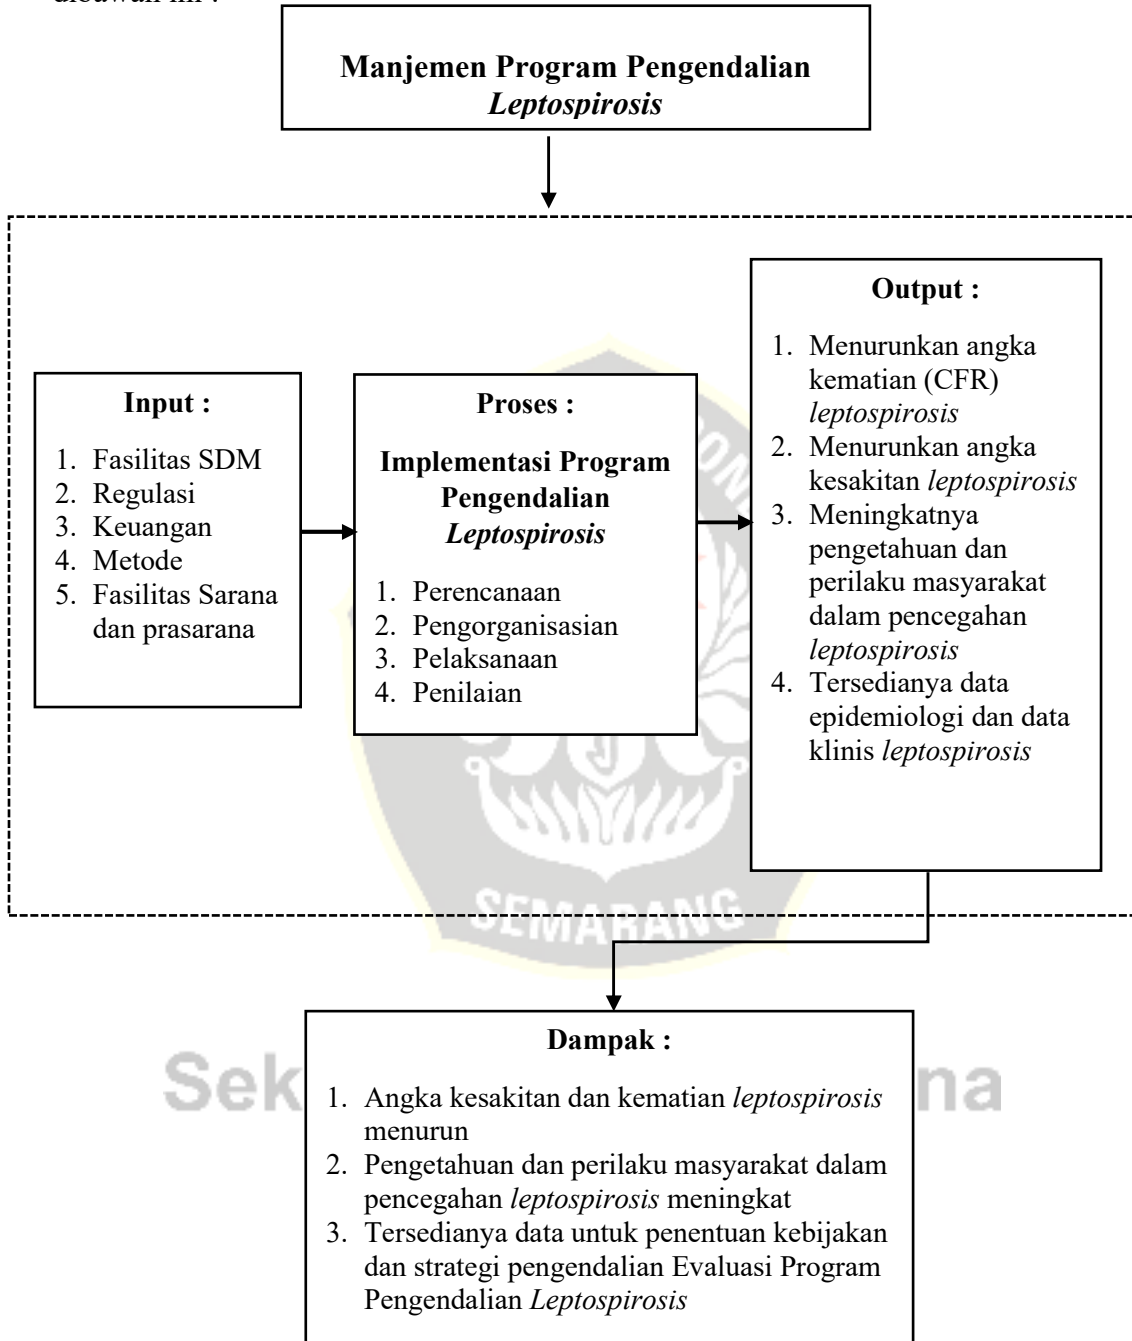 Manjemen Program Pengendalian
Leptospirosis
Input :
1. Fasilitas SDM
2. Regulasi
3. Keuangan
4. Metode
5. Fasilitas Sarana
dan prasarana
Proses :
Implementasi Program
Pengendalian
Leptospirosis
1. Perencanaan
2. Pengorganisasian
3. Pelaksanaan
4. Penilaian
Output :
1. Menurunkan angka
kematian (CFR)
leptospirosis
2. Menurunkan angka
kesakitan leptospirosis
3. Meningkatnya
pengetahuan dan
perilaku masyarakat
dalam pencegahan
leptospirosis
4. Tersedianya data
epidemiologi dan data
klinis leptospirosis
SEMARANG
Dampak :
1. Angka kesakitan dan kematian leptospirosis
menurun
2. Pengetahuan dan perilaku masyarakat dalam
pencegahan leptospirosis meningkat
3. Tersedianya data untuk penentuan kebijakan
dan strategi pengendalian Evaluasi Program
Pengendalian Leptospirosis